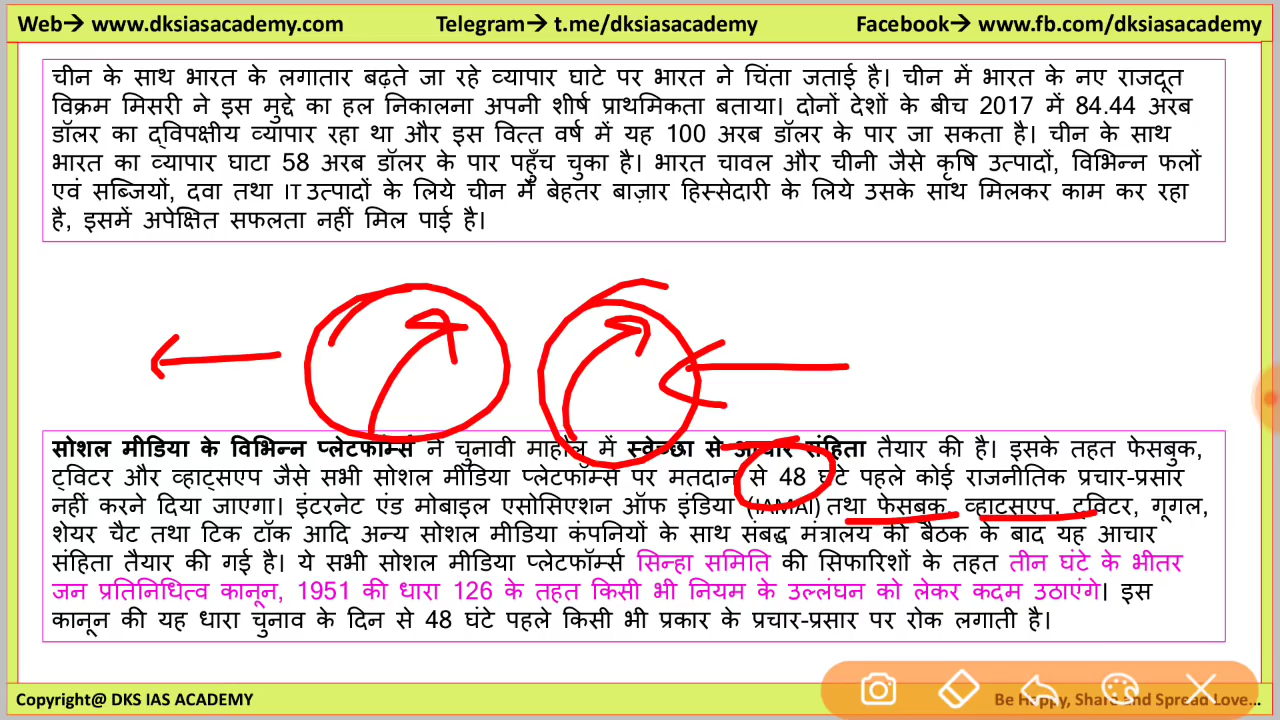 Web→ www.dksiasacademy.com Telegram→ t.me/dksiasacademy Facebook→ www.fb.com/dksiasacademy
चीन के साथ भारत के लगातार बढ़ते जा रहे व्यापार घाटे पर भारत ने चिंता जताई है। चीन में भारत के नए राजदूत
विक्रम मिसरी ने इस मुद्दे का हल निकालना अपनी शीर्ष प्राथमिकता बताया। दोनों देशों के बीच 2017 में 84.44 अरब
डॉलर का द्विपक्षीय व्यापार रहा था और इस वित्त वर्ष में यह 100 अरब डॉलर के पार जा सकता है। चीन के साथ
भारत का व्यापार घाटा 58 अरब डॉलर के पार पहुँच चुका है। भारत चावल और चीनी जैसे कृषि उत्पादों, विभिन्न फलों
एवं सब्जियों, दवा तथा IT उत्पादों के लिये चीन में बेहतर बाज़ार हिस्सेदारी के लिये उसके साथ मिलकर काम कर रहा
है, इसमें अपेक्षित सफलता नहीं मिल पाई है।
सोशल मीडिया के विभिन्न प्लेटफॉर्म्स ने चुनावी माहौल में स्वेच्छा से आचार संहिता तैयार की है। इसके तहत फेसबुक,
ट्विटर और व्हाट्सएप जैसे सभी सोशल मीडिया प्लेटफॉर्म्स पर मतदान से 48 घंटे पहले कोई राजनीतिक प्रचार-प्रसार
नहीं करने दिया जाएगा। इंटरनेट एंड मोबाइल एसोसिएशन ऑफ इंडिया (IAMAI) तथा फेसबुक, व्हाट्सएप, ट्विटर, गूगल,
शेयर चैट तथा टिक टॉक आदि अन्य सोशल मीडिया कंपनियों के साथ संबद्ध मंत्रालय की बैठक के बाद यह आचार
संहिता तैयार की गई है। ये सभी सोशल मीडिया प्लेटफॉर्म्स सिन्हा समिति की सिफारिशों के तहत तीन घंटे के भीतर
जन प्रतिनिधित्व कानून, 1951 की धारा 126 के तहत किसी भी नियम के उल्लंघन को लेकर कदम उठाएंगे। इस
कानून की यह धारा चुनाव के दिन से 48 घंटे पहले किसी भी प्रकार के प्रचार-प्रसार पर रोक लगाती है।
Copyright@ DKS IAS ACADEMY Be Happy, Share and Spread Love...